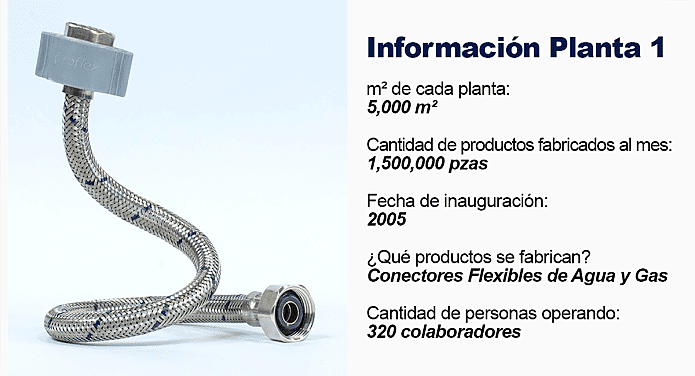 Coflex
Información Planta 1
m² de cada planta:
5,000 m²
Cantidad de productos fabricados al mes:
1,500,000 pzas
Fecha de inauguración:
2005
¿Qué productos se fabrican?
Conectores Flexibles de Agua y Gas
Cantidad de personas operando:
320 colaboradores